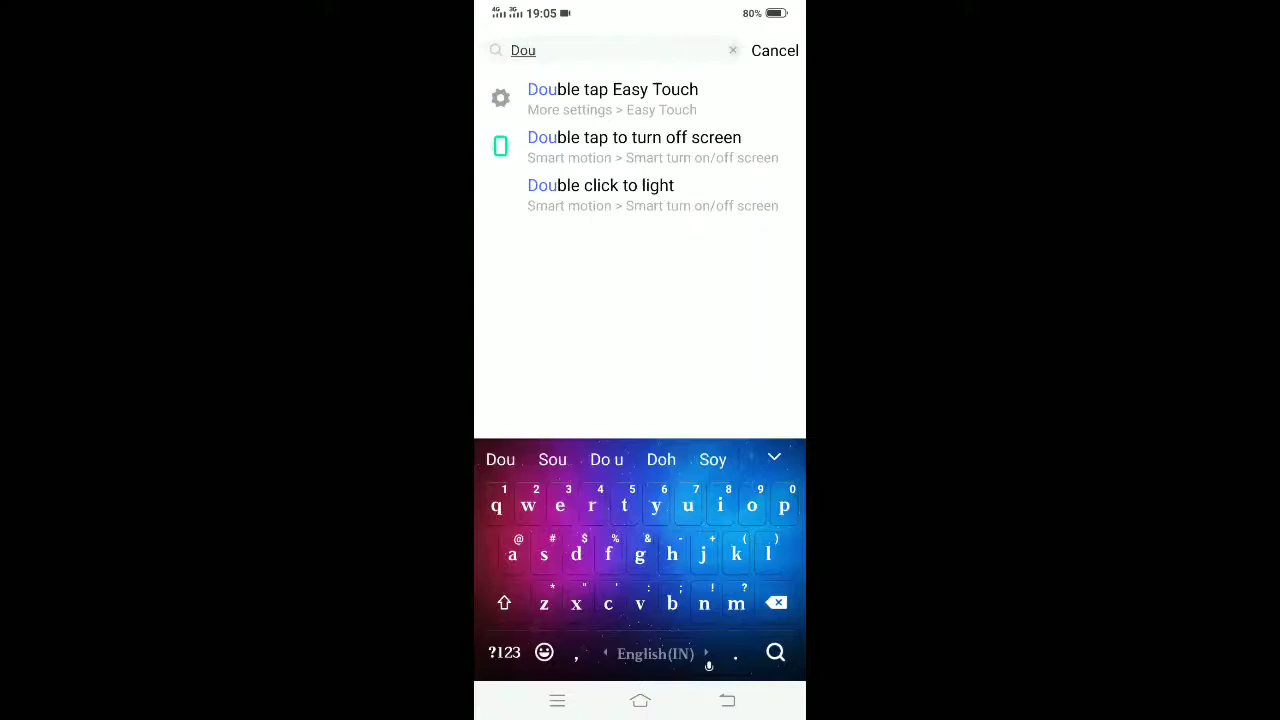 4G 3G 19:05 80%
Dou Cancel
Double tap Easy Touch
More settings > Easy Touch
Double tap to turn off screen
Smart motion > Smart turn on/off screen
Double click to light
Smart motion > Smart turn on/off screen
Dou Sou Do u Doh Soy
1 2 3 4 5 6 7 8 9 0
q w e r t y u i o p
@ # $ % & - + ( )
a s d f g h j k l
* " ' : ; ! ?
z x c v b n m
?123 , English(IN) .